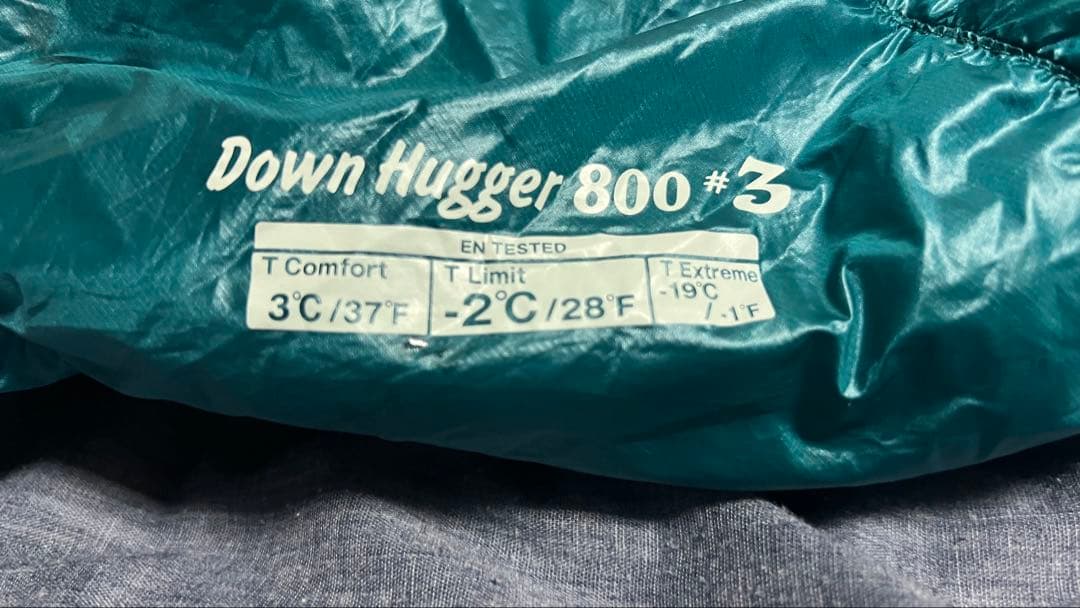 Down Hugger 800 #3
EN TESTED
T Comfort
3°C/37°F
T Limit
-2°C/28°F
T Extreme
-19°C
/-1°F